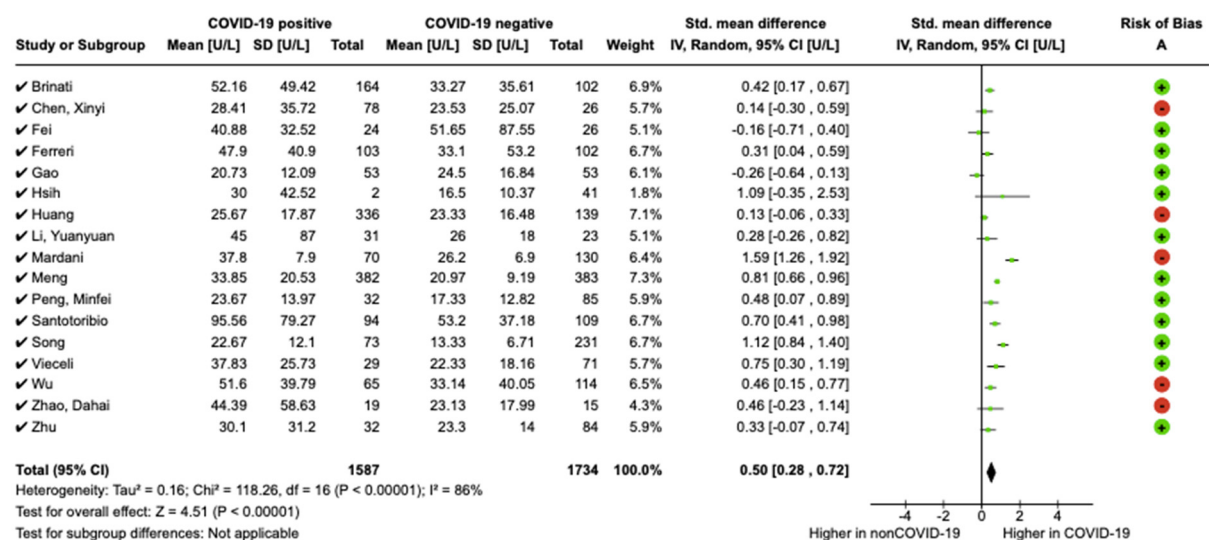 COVID-19 positive COVID-19 negative Std. mean difference Std. mean difference Risk of Bias
Study or Subgroup Mean [U/L] SD [U/L] Total Mean [U/L] SD [U/L] Total Weight IV, Random, 95% CI [U/L] IV, Random, 95% CI [U/L] A
✔ Brinati 52.16 49.42 164 33.27 35.61 102 6.9% 0.42 [0.17 , 0.67] +
✔ Chen, Xinyi 28.41 35.72 78 23.53 25.07 26 5.7% 0.14 [-0.30 , 0.59] -
✔ Fei 40.88 32.52 24 51.65 87.55 26 5.1% -0.16 [-0.71 , 0.40] +
✔ Ferreri 47.9 40.9 103 33.1 53.2 102 6.7% 0.31 [0.04 , 0.59] +
✔ Gao 20.73 12.09 53 24.5 16.84 53 6.1% -0.26 [-0.64 , 0.13] +
✔ Hsih 30 42.52 2 16.5 10.37 41 1.8% 1.09 [-0.35 , 2.53] +
✔ Huang 25.67 17.87 336 23.33 16.48 139 7.1% 0.13 [-0.06 , 0.33] -
✔ Li, Yuanyuan 45 87 31 26 18 23 5.1% 0.28 [-0.26 , 0.82] +
✔ Mardani 37.8 7.9 70 26.2 6.9 130 6.4% 1.59 [1.26 , 1.92] -
✔ Meng 33.85 20.53 382 20.97 9.19 383 7.3% 0.81 [0.66 , 0.96] +
✔ Peng, Minfei 23.67 13.97 32 17.33 12.82 85 5.9% 0.48 [0.07 , 0.89] +
✔ Santotoribio 95.56 79.27 94 53.2 37.18 109 6.7% 0.70 [0.41 , 0.98] +
✔ Song 22.67 12.1 73 13.33 6.71 231 6.7% 1.12 [0.84 , 1.40] +
✔ Vieceli 37.83 25.73 29 22.33 18.16 71 5.7% 0.75 [0.30 , 1.19] +
✔ Wu 51.6 39.79 65 33.14 40.05 114 6.5% 0.46 [0.15 , 0.77] -
✔ Zhao, Dahai 44.39 58.63 19 23.13 17.99 15 4.3% 0.46 [-0.23 , 1.14] -
✔ Zhu 30.1 31.2 32 23.3 14 84 5.9% 0.33 [-0.07 , 0.74] +
Total (95% CI) 1587 1734 100.0% 0.50 [0.28 , 0.72]
Heterogeneity: Tau² = 0.16; Chi² = 118.26, df = 16 (P < 0.00001); I² = 86%
Test for overall effect: Z = 4.51 (P < 0.00001) -4 -2 0 2 4
Test for subgroup differences: Not applicable Higher in nonCOVID-19 Higher in COVID-19